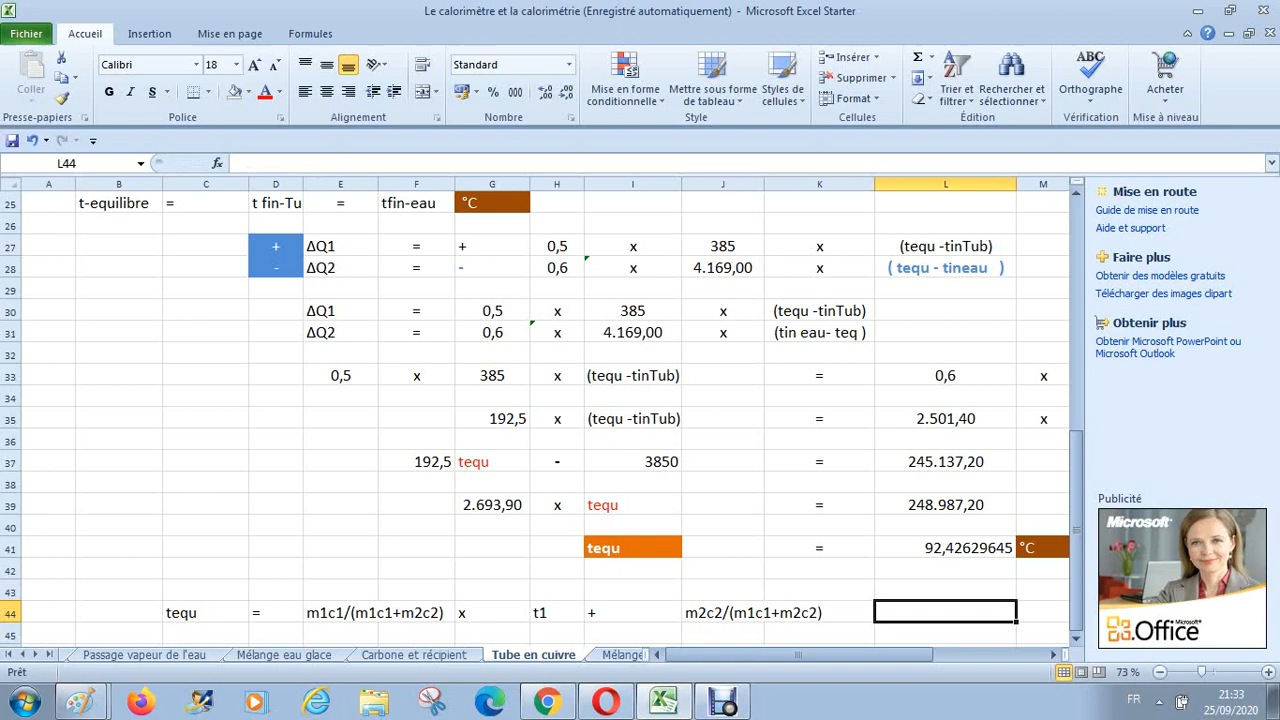 Le calorimètre et la calorimétrie (Enregistré automatiquement) - Microsoft Excel Starter
Fichier Accueil Insertion Mise en page Formules
Coller
Calibri 18
G I S
Standard
% 000
Mise en forme conditionnelle
Mettre sous forme de tableau
Styles de cellules
Insérer
Supprimer
Format
Σ
Trier et filtrer
Rechercher et sélectionner
ABC
Orthographe
Acheter
Presse-papiers Police Alignement Nombre Style Cellules Édition Vérification Mise à niveau
L44 fx
A B C D E F G H I J K L M
25 t-equilibre = t fin-Tu = tfin-eau °C
26
27 + ΔQ1 = + 0,5 x 385 x (tequ -tinTub)
28 - ΔQ2 = - 0,6 x 4.169,00 x ( tequ - tineau )
29
30 ΔQ1 = 0,5 x 385 x (tequ -tinTub)
31 ΔQ2 = 0,6 x 4.169,00 x (tin eau- teq )
32
33 0,5 x 385 x (tequ -tinTub) = 0,6 x
34
35 192,5 x (tequ -tinTub) = 2.501,40 x
36
37 192,5 tequ - 3850 = 245.137,20
38
39 2.693,90 x tequ = 248.987,20
40
41 tequ = 92,42629645 °C
42
43
44 tequ = m1c1/(m1c1+m2c2) x t1 + m2c2/(m1c1+m2c2)
45
Mise en route
Guide de mise en route
Aide et support
Faire plus
Obtenir des modèles gratuits
Télécharger des images clipart
Obtenir plus
Obtenir Microsoft PowerPoint ou
Microsoft Outlook
Publicité
Microsoft
Office
Passage vapeur de l'eau Mélange eau glace Carbone et récipient Tube en cuivre Mélange
Prêt 73 %
FR 21:33
25/09/2020